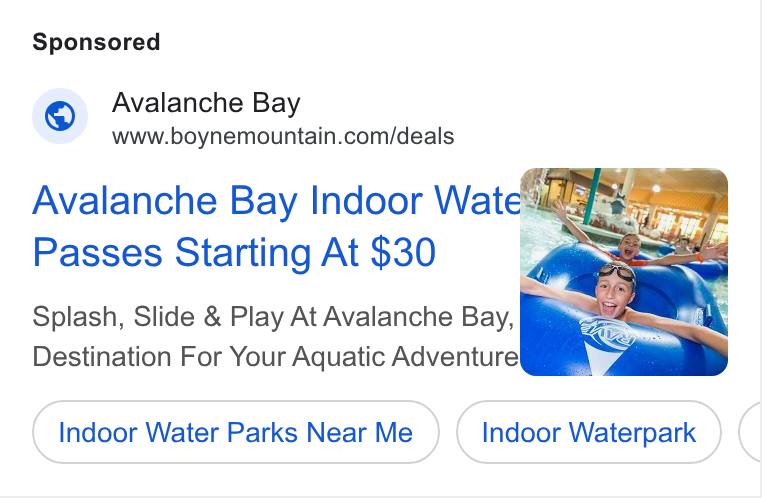 Sponsored
Avalanche Bay
www.boynemountain.com/deals
Avalanche Bay Indoor Wate
Passes Starting At $30
Splash, Slide & Play At Avalanche Bay,
Destination For Your Aquatic Adventure
RAVE
Indoor Water Parks Near Me
Indoor Waterpark